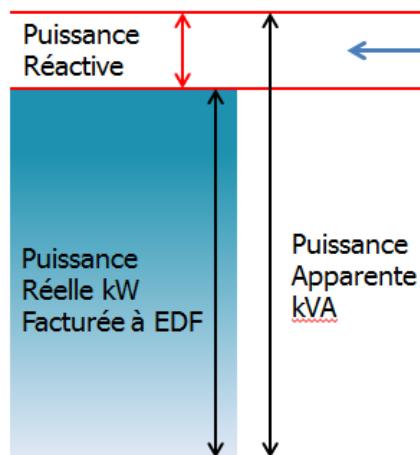 Puissance
Réactive
Puissance
Réelle kW
Facturée à EDF
Puissance
Apparente
kVA